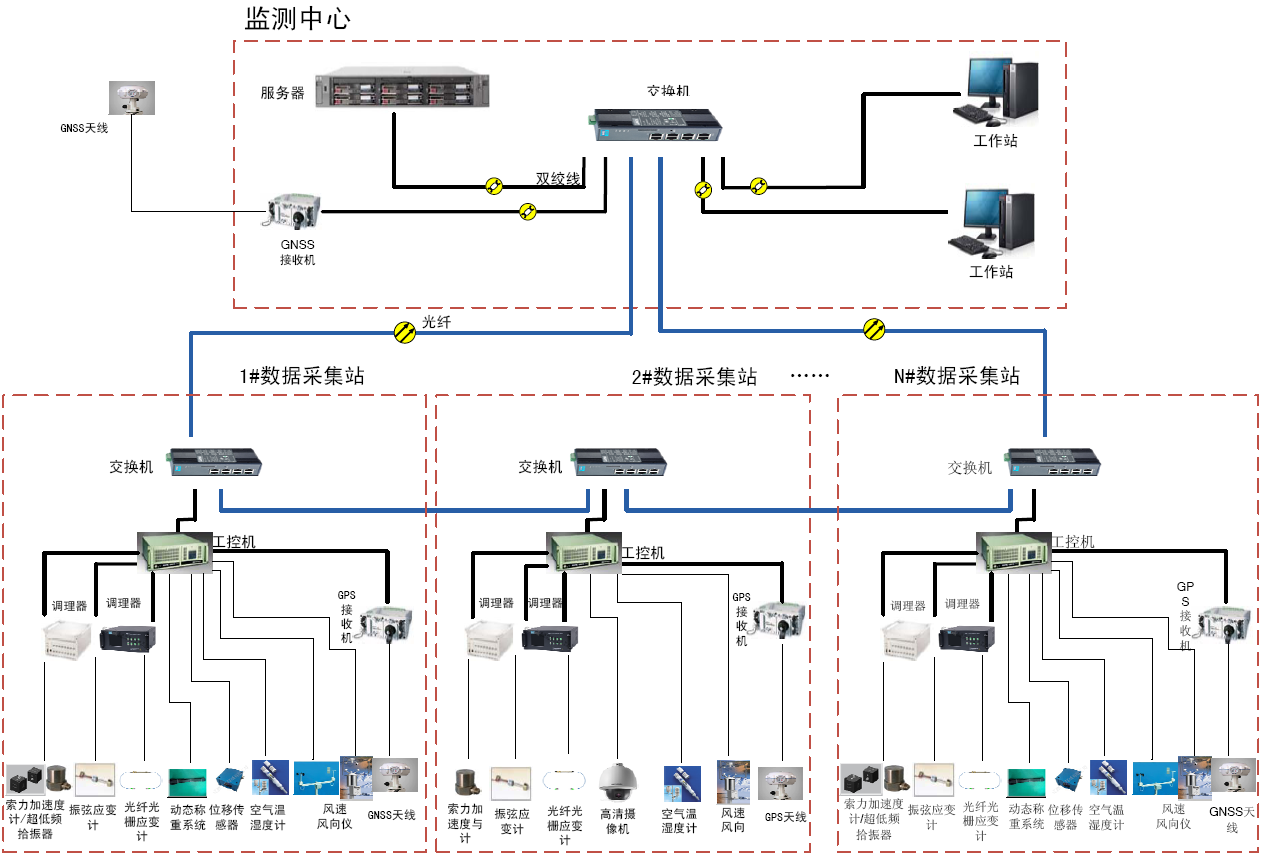 监测中心
服务器
交换机
GNSS天线
工作站
双绞线
GNSS
接收机
工作站
光纤
1#数据采集站
2#数据采集站
……
N#数据采集站
交换机
交换机
交换机
工控机
工控机
工控机
调理器
调理器
GPS
接
收
机
调理器
调理器
GPS
接
收
机
调理器
调理器
GP
S
接
收
机
索力加速度
计/超低频
拾振器
振弦应变
计
光纤光
栅应变
计
动态称
重系统
位移传
感器
空气温
湿度计
风速
风向仪
GNSS天线
索力加
速度与
计
振弦应
变计
光纤光
栅应变
计
高清摄
像机
空气温
湿度计
风速
风向
GPS天线
索力加速度
计/超低频
拾振器
振弦应变
计
光纤光
栅应变
计
动态称
重系统
位移传
感器
空气温
湿度计
风速
风向仪
GNSS天
线